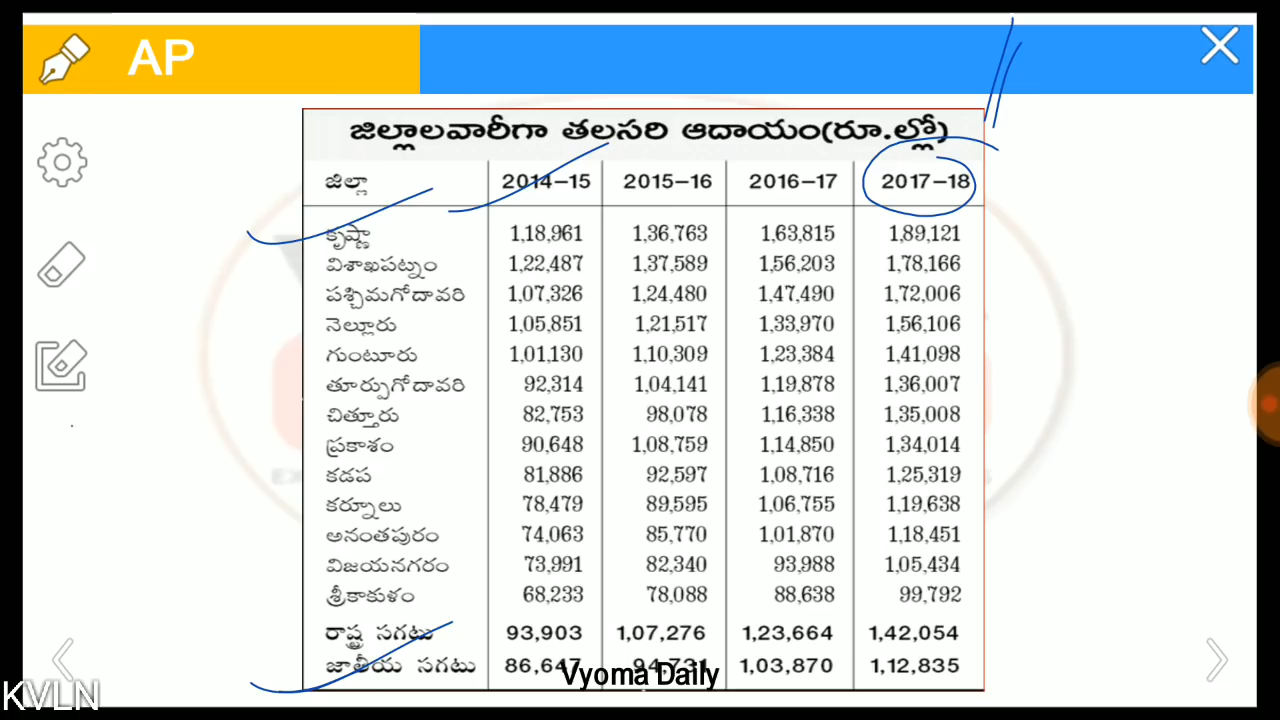 AP
జిల్లాలవారీగా తలసరి ఆదాయం(రూ.ల్లో)
జిల్లా 2014-15 2015-16 2016-17 2017-18
కృష్ణా 1,18,961 1,36,763 1,63,815 1,89,121
విశాఖపట్నం 1,22,487 1,37,589 1,56,203 1,78,166
పశ్చిమగోదావరి 1,07,326 1,24,480 1,47,490 1,72,006
నెల్లూరు 1,05,851 1,21,517 1,33,970 1,56,106
గుంటూరు 1,01,130 1,10,309 1,23,384 1,41,098
తూర్పుగోదావరి 92,314 1,04,141 1,19,878 1,36,007
చిత్తూరు 82,753 98,078 1,16,338 1,35,008
ప్రకాశం 90,648 1,08,759 1,14,850 1,34,014
కడప 81,886 92,597 1,08,716 1,25,319
కర్నూలు 78,479 89,595 1,06,755 1,19,638
అనంతపురం 74,063 85,770 1,01,870 1,18,451
విజయనగరం 73,991 82,340 93,988 1,05,434
శ్రీకాకుళం 68,233 78,088 88,638 99,792
రాష్ట్ర సగటు 93,903 1,07,276 1,23,664 1,42,054
జాతీయ సగటు 86,647 94,731 1,03,870 1,12,835
Vyoma Daily
KVLN